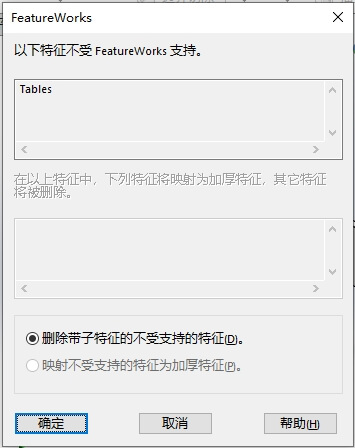 FeatureWorks
以下特征不受 FeatureWorks 支持。
Tables
在以上特征中，下列特征将映射为加厚特征，其它特征
将被删除。
删除带子特征的不受支持的特征(D)。
映射不受支持的特征为加厚特征(P)。
确定
取消
帮助(H)